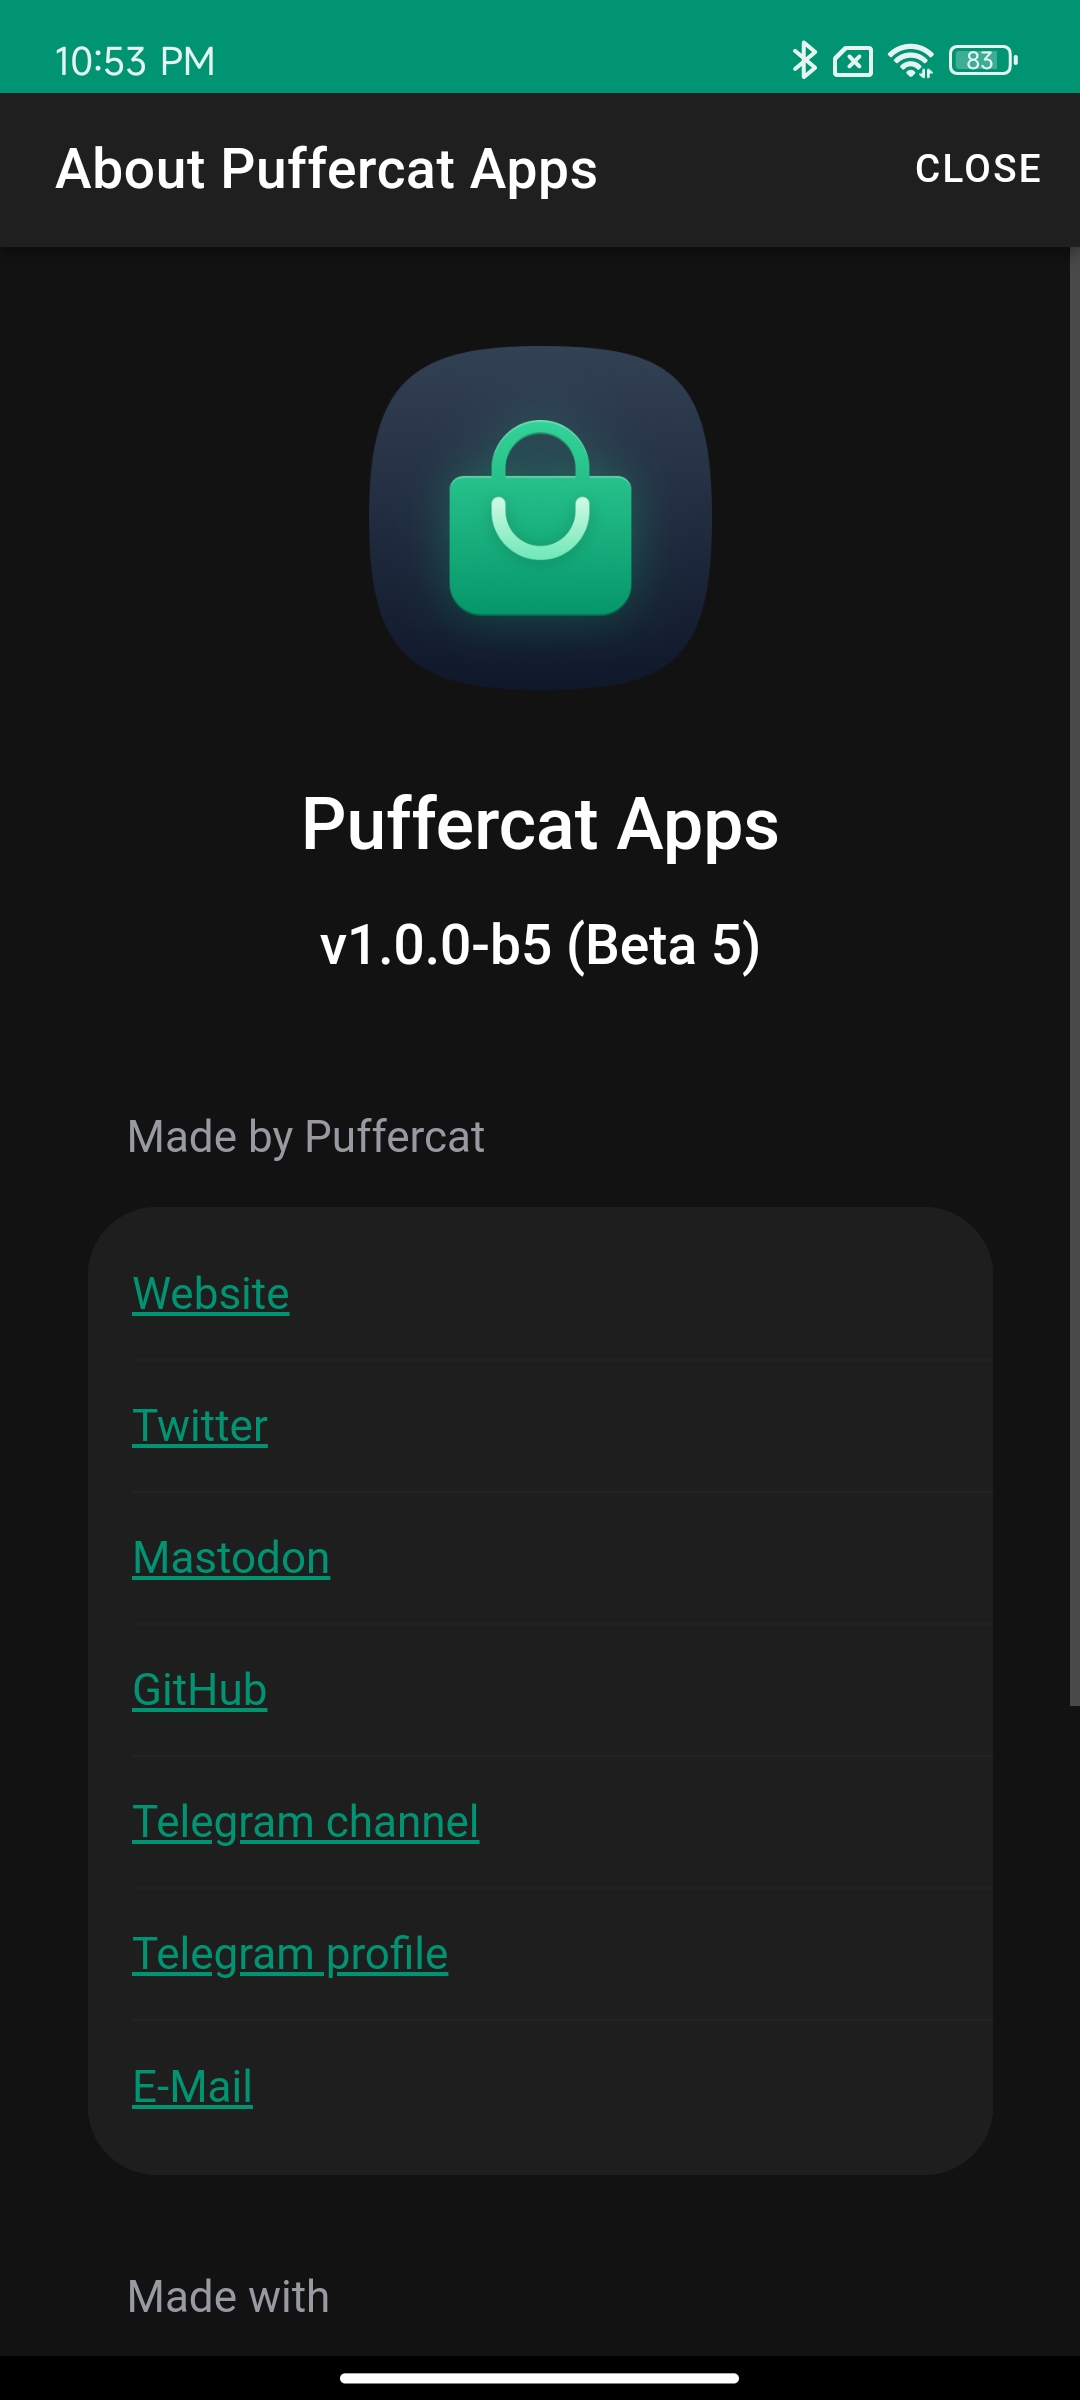 10:53 PM
83
About Puffercat Apps
CLOSE
Puffercat Apps
v1.0.0-b5 (Beta 5)
Made by Puffercat
Website
Twitter
Mastodon
GitHub
Telegram channel
Telegram profile
E-Mail
Made with